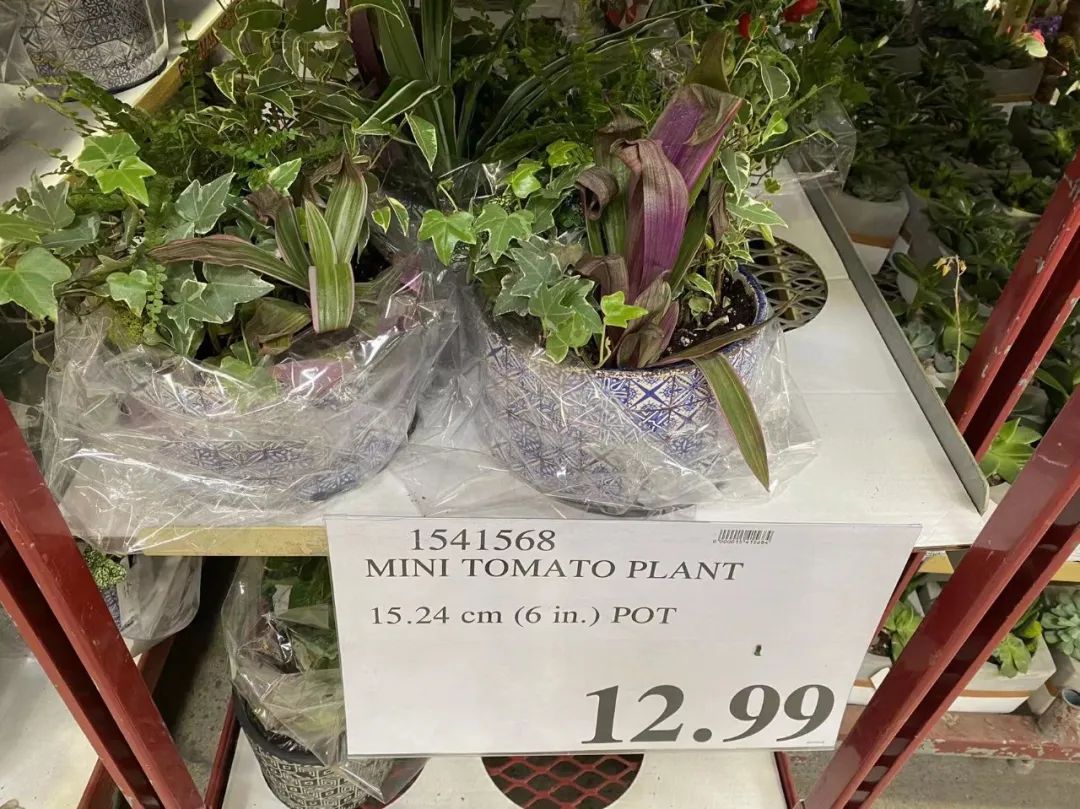 1541568
MINI TOMATO PLANT
15.24 cm (6 in.) POT
12.99